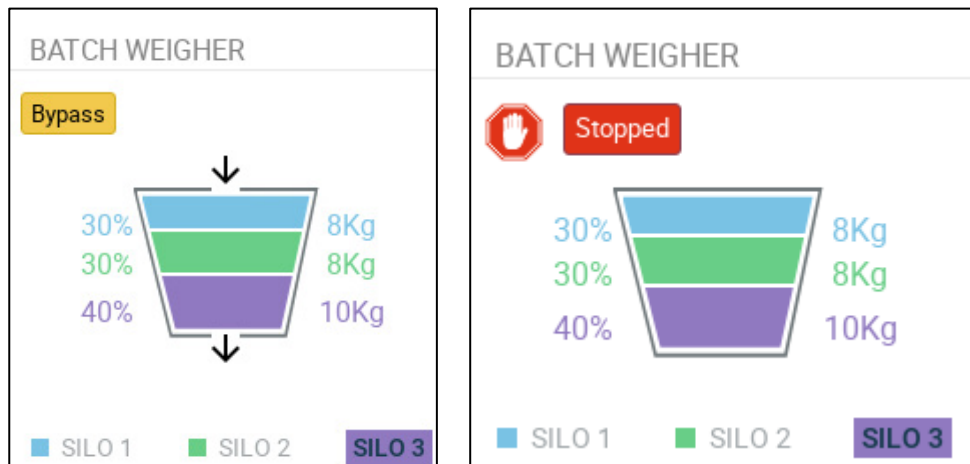 BATCH WEIGHER
Bypass
30% 8Kg
30% 8Kg
40% 10Kg
SILO 1 SILO 2 SILO 3
BATCH WEIGHER
Stopped
30% 8Kg
30% 8Kg
40% 10Kg
SILO 1 SILO 2 SILO 3